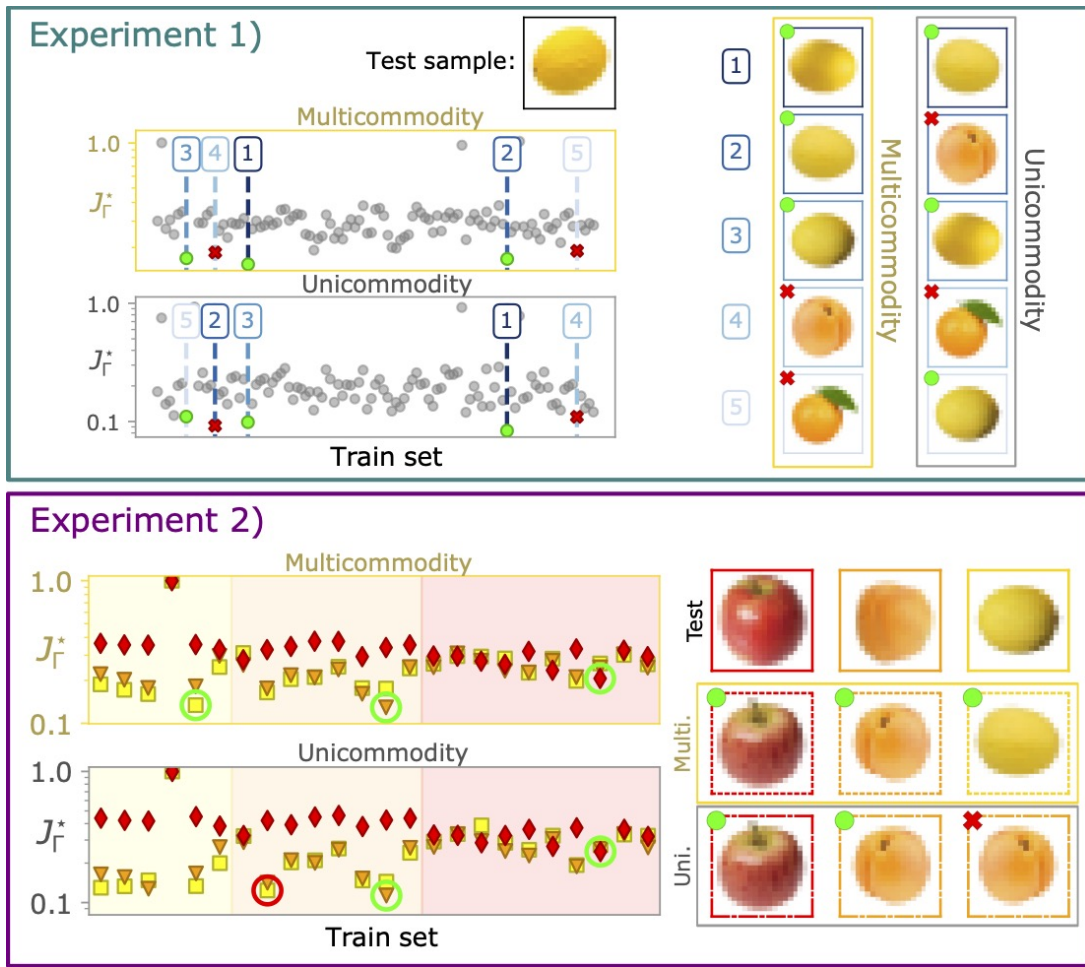 Experiment 1)
Test sample:
Multicommodity
1.0
J*Γ
3 4 1 2 5
Unicommodity
1.0
J*Γ
0.1
5 2 3 1 4
Train set
1
2
3
4
5
Multicommodity
Unicommodity
Experiment 2)
Multicommodity
1.0
J*Γ
0.1
Unicommodity
1.0
J*Γ
0.1
Train set
Test
Multi.
Uni.